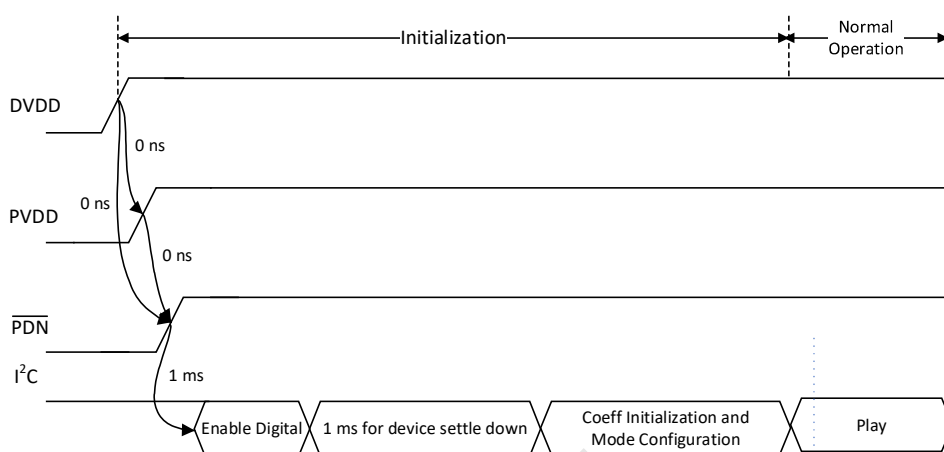 Initialization
Normal
Operation
DVDD
0 ns
0 ns
PVDD
0 ns
PDN
I²C
1 ms
Enable Digital
1 ms for device settle down
Coeff Initialization and
Mode Configuration
Play